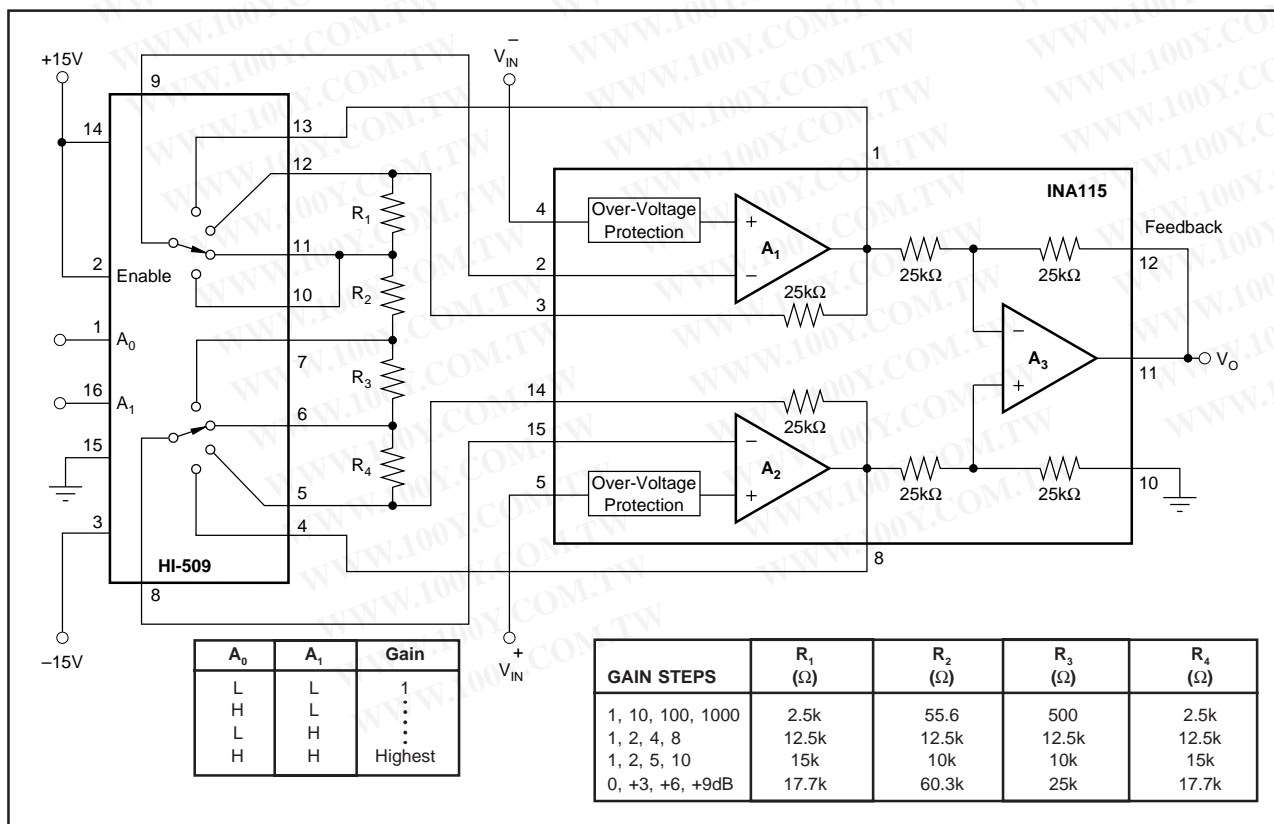 +15V
9
V_IN^–
14
13
12
1
INA115
R₁
4
Over-Voltage
Protection
+
A₁
–
Feedback
11
2
25kΩ
25kΩ
12
2
Enable
10
R₂
3
25kΩ
–
A₃
+
V_O
11
1
A₀
7
R₃
16
A₁
6
14
25kΩ
15
–
A₂
+
15
R₄
5
5
Over-Voltage
Protection
25kΩ
25kΩ
10
3
4
8
HI-509
8
–15V
V_IN^+
A₀ A₁ Gain
L L 1
H L
L H
H H Highest
GAIN STEPS R₁ (Ω) R₂ (Ω) R₃ (Ω) R₄ (Ω)
1, 10, 100, 1000 2.5k 55.6 500 2.5k
1, 2, 4, 8 12.5k 12.5k 12.5k 12.5k
1, 2, 5, 10 15k 10k 10k 15k
0, +3, +6, +9dB 17.7k 60.3k 25k 17.7k
WWW.100Y.COM.TW